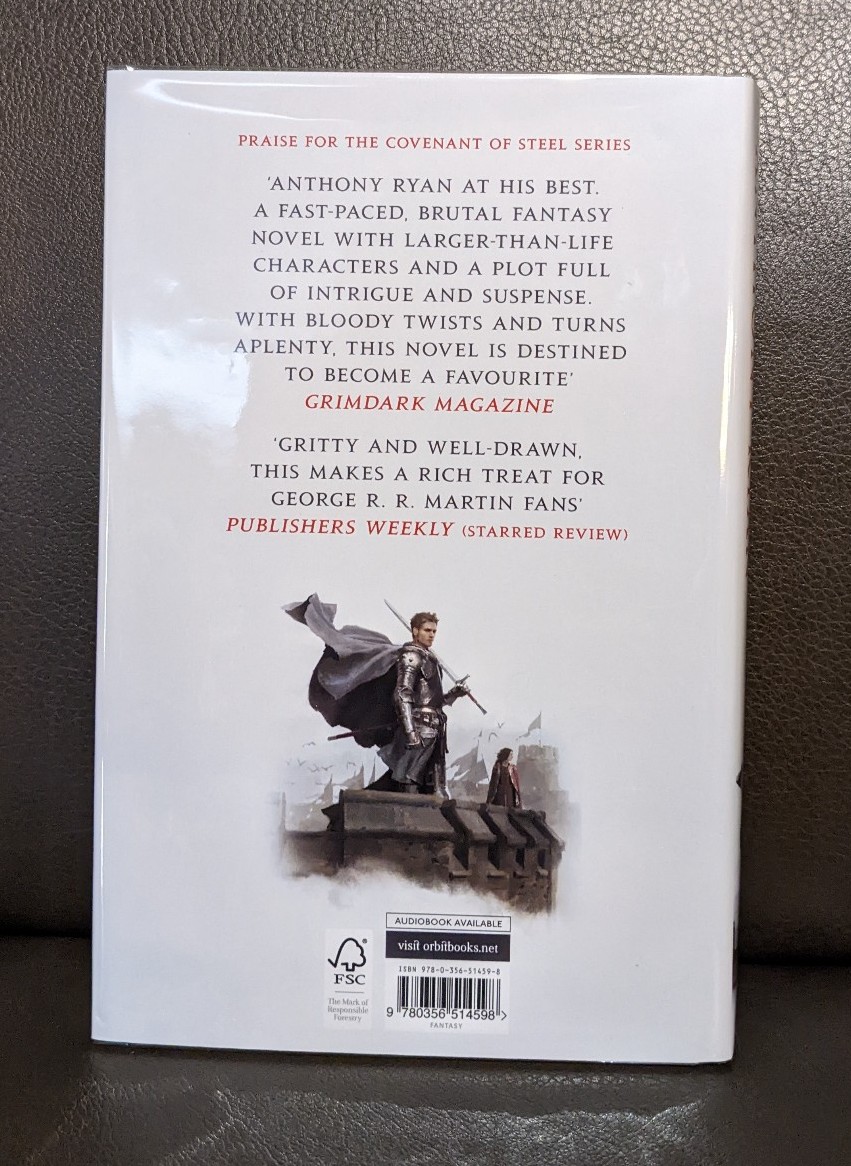 PRAISE FOR THE COVENANT OF STEEL SERIES
‘ANTHONY RYAN AT HIS BEST.
A FAST-PACED, BRUTAL FANTASY
NOVEL WITH LARGER-THAN-LIFE
CHARACTERS AND A PLOT FULL
OF INTRIGUE AND SUSPENSE.
WITH BLOODY TWISTS AND TURNS
APLENTY, THIS NOVEL IS DESTINED
TO BECOME A FAVOURITE’
GRIMDARK MAGAZINE
‘GRITTY AND WELL-DRAWN,
THIS MAKES A RICH TREAT FOR
GEORGE R. R. MARTIN FANS’
PUBLISHERS WEEKLY (STARRED REVIEW)
FSC
The Mark of
Responsible
Forestry
AUDIOBOOK AVAILABLE
visit orbitbooks.net
ISBN 978-0-356-51459-8
9 780356 514598 >
FANTASY